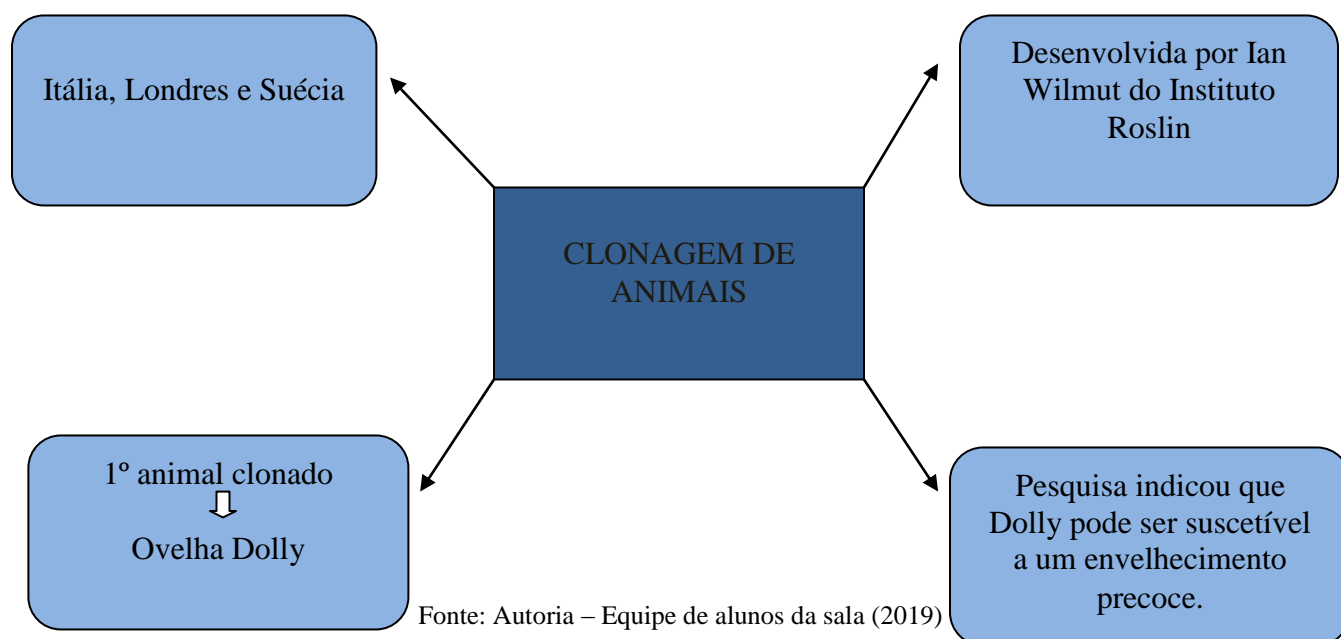 Itália, Londres e Suécia
Desenvolvida por Ian
Wilmut do Instituto
Roslin
CLONAGEM DE
ANIMAIS
1º animal clonado
Ovelha Dolly
Pesquisa indicou que
Dolly pode ser suscetível
a um envelhecimento
precoce.
Fonte: Autoria – Equipe de alunos da sala (2019)